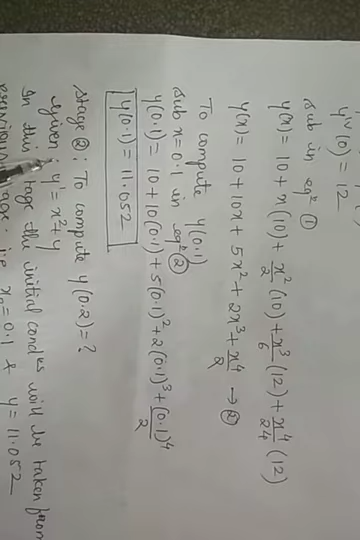 yⁱᵛ(0) = 12
sub in eqⁿ ①
y(x) = 10 + x(10) + x²/2 (10) + x³/6 (12) + x⁴/24 (12)
y(x) = 10 + 10x + 5x² + 2x³ + x⁴/2 → ②
To compute y(0.1)
sub x = 0.1 in eqⁿ ②
y(0.1) = 10 + 10(0.1) + 5(0.1)² + 2(0.1)³ + (0.1)⁴/2
y(0.1) = 11.052
Stage ② : To compute y(0.2) = ?
given : y' = x² + y
In this stage the initial condⁿs will be taken from
previous stage. i.e x₀ = 0.1 & y = 11.052